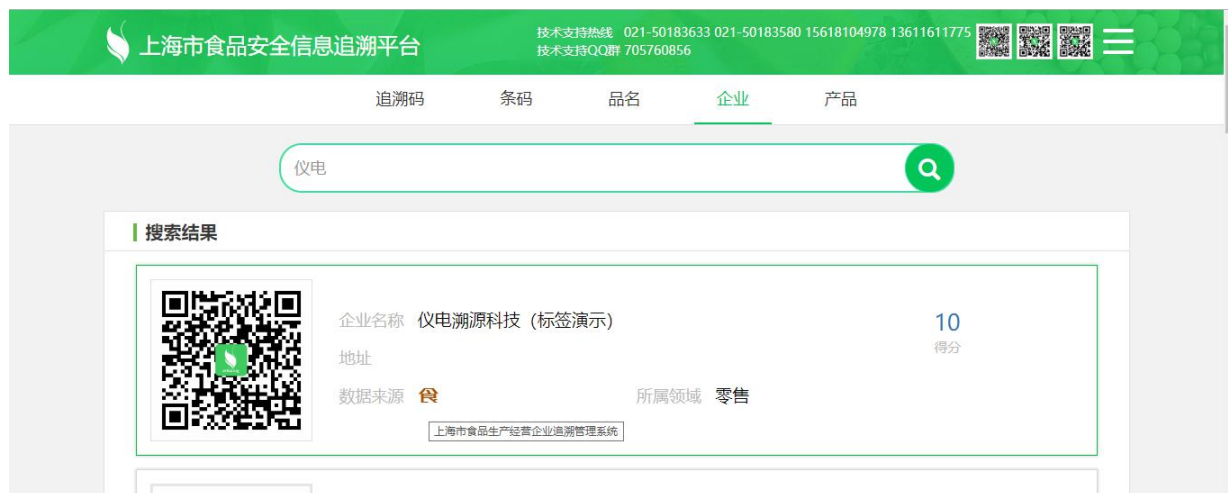 上海市食品安全信息追溯平台
技术支持热线 021-50183633 021-50183580 15618104978 13611611775
技术支持QQ群 705760856
追溯码 条码 品名 企业 产品
仪电
搜索结果
企业名称 仪电溯源科技（标签演示） 10
得分
地址
数据来源 食 所属领域 零售
上海市食品生产经营企业追溯管理系统